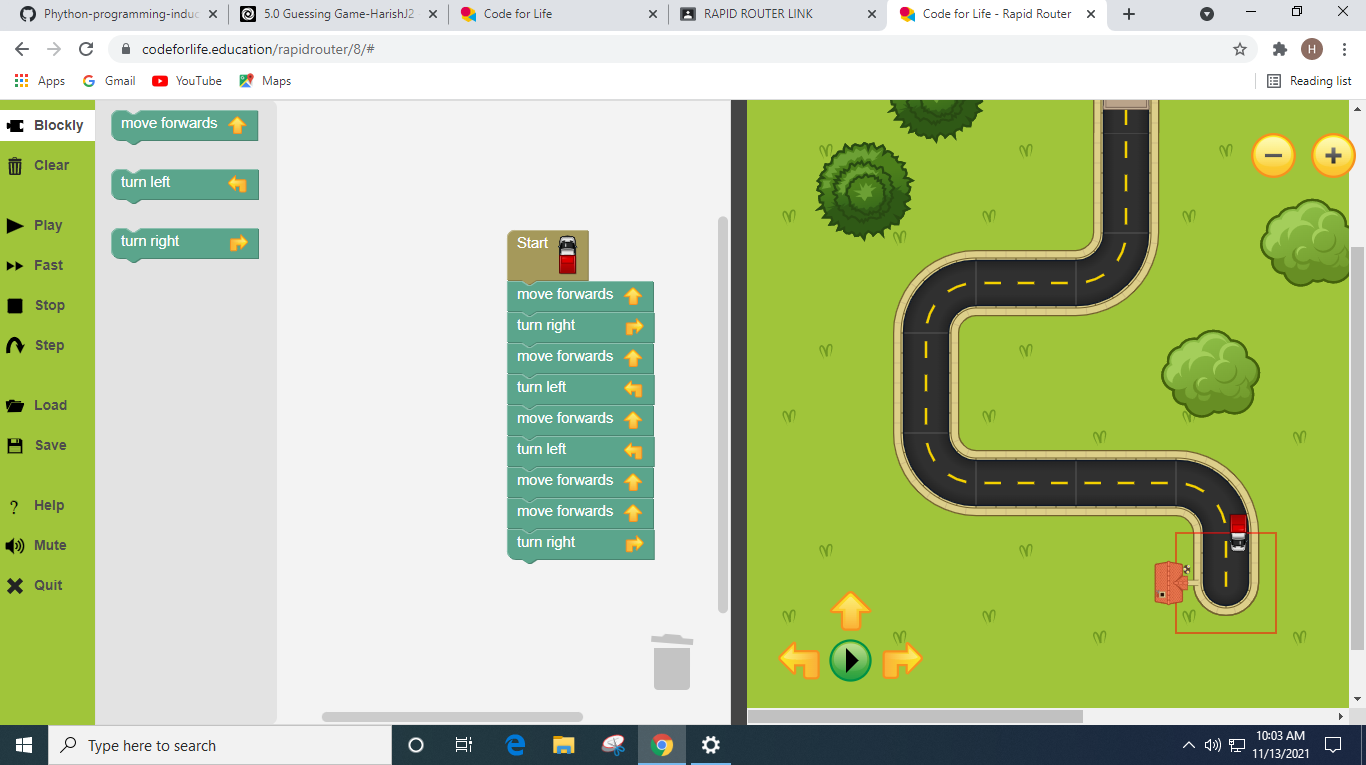 Phython-programming-induc
5.0 Guessing Game-HarishJ2
Code for Life
RAPID ROUTER LINK
Code for Life - Rapid Router
codeforlife.education/rapidrouter/8/#
H
Apps
Gmail
YouTube
Maps
Reading list
Blockly
Clear
Play
Fast
Stop
Step
Load
Save
? Help
Mute
Quit
move forwards
turn left
turn right
Start
move forwards
turn right
move forwards
turn left
move forwards
turn left
move forwards
move forwards
turn right
Type here to search
10:03 AM
11/13/2021